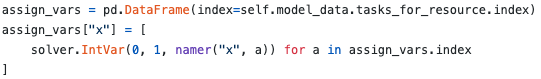 assign_vars = pd.DataFrame(index=self.model_data.tasks_for_resource.index)
assign_vars["x"] = [
    solver.IntVar(0, 1, namer("x", a)) for a in assign_vars.index
]